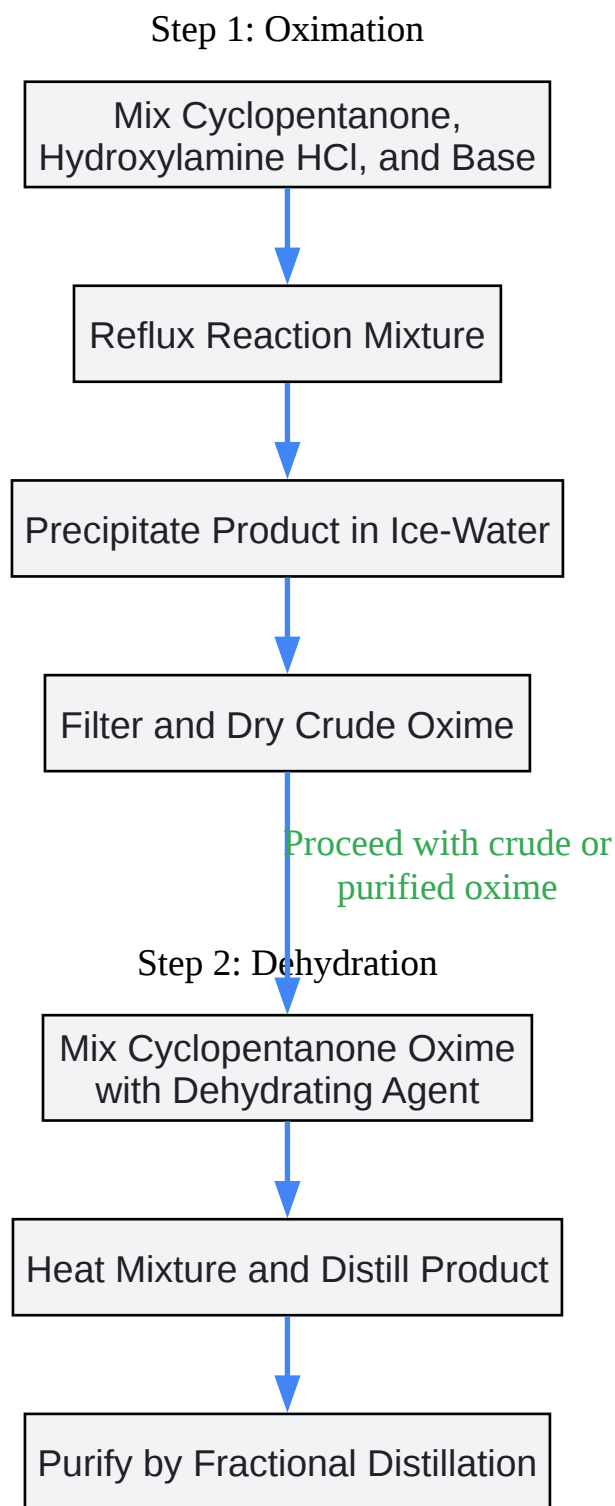 Step 1: Oximation
Mix Cyclopentanone,
Hydroxylamine HCl, and Base
Reflux Reaction Mixture
Precipitate Product in Ice-Water
Filter and Dry Crude Oxime
Proceed with crude or
purified oxime
Step 2: Dehydration
Mix Cyclopentanone Oxime
with Dehydrating Agent
Heat Mixture and Distill Product
Purify by Fractional Distillation